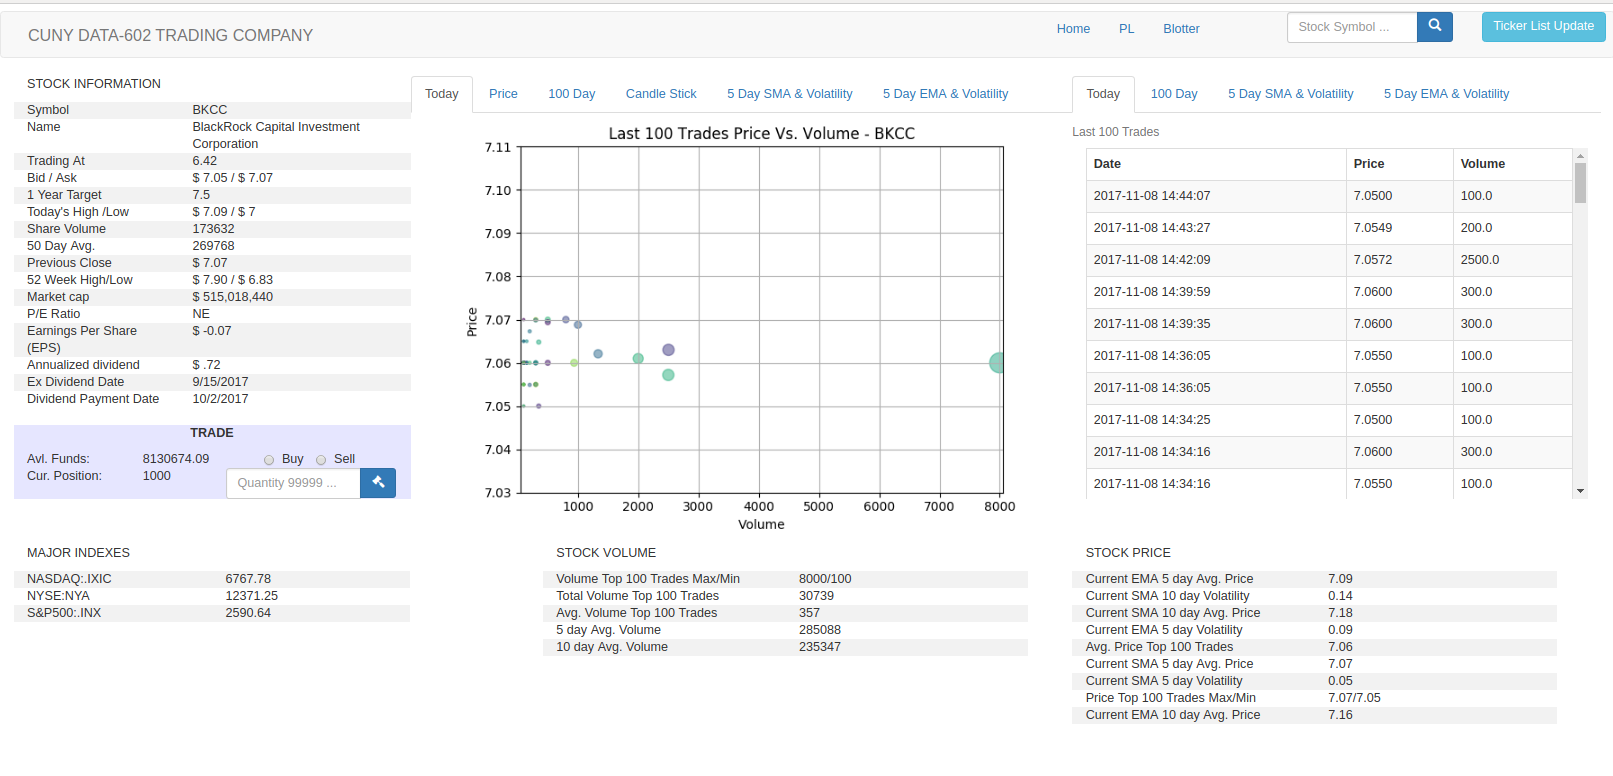 CUNY DATA-602 TRADING COMPANY
Home PL Blotter
Stock Symbol ...
Ticker List Update
STOCK INFORMATION
Symbol BKCC
Name BlackRock Capital Investment
Corporation
Trading At 6.42
Bid / Ask $ 7.05 / $ 7.07
1 Year Target 7.5
Today's High /Low $ 7.09 / $ 7
Share Volume 173632
50 Day Avg. 269768
Previous Close $ 7.07
52 Week High/Low $ 7.90 / $ 6.83
Market cap $ 515,018,440
P/E Ratio NE
Earnings Per Share $ -0.07
(EPS)
Annualized dividend $ .72
Ex Dividend Date 9/15/2017
Dividend Payment Date 10/2/2017
TRADE
Avl. Funds: 8130674.09 Buy Sell
Cur. Position: 1000
Quantity 99999 ...
Today Price 100 Day Candle Stick 5 Day SMA & Volatility 5 Day EMA & Volatility
Last 100 Trades Price Vs. Volume - BKCC
7.11
7.10
7.09
7.08
7.07
7.06
7.05
7.04
7.03
Price
1000 2000 3000 4000 5000 6000 7000 8000
Volume
Today 100 Day 5 Day SMA & Volatility 5 Day EMA & Volatility
Last 100 Trades
Date Price Volume
2017-11-08 14:44:07 7.0500 100.0
2017-11-08 14:43:27 7.0549 200.0
2017-11-08 14:42:09 7.0572 2500.0
2017-11-08 14:39:59 7.0600 300.0
2017-11-08 14:39:35 7.0600 300.0
2017-11-08 14:36:05 7.0550 100.0
2017-11-08 14:36:05 7.0550 100.0
2017-11-08 14:34:25 7.0500 100.0
2017-11-08 14:34:16 7.0600 300.0
2017-11-08 14:34:16 7.0550 100.0
MAJOR INDEXES
NASDAQ:.IXIC 6767.78
NYSE:NYA 12371.25
S&P500:.INX 2590.64
STOCK VOLUME
Volume Top 100 Trades Max/Min 8000/100
Total Volume Top 100 Trades 30739
Avg. Volume Top 100 Trades 357
5 day Avg. Volume 285088
10 day Avg. Volume 235347
STOCK PRICE
Current EMA 5 day Avg. Price 7.09
Current SMA 10 day Volatility 0.14
Current SMA 10 day Avg. Price 7.18
Current EMA 5 day Volatility 0.09
Avg. Price Top 100 Trades 7.06
Current SMA 5 day Avg. Price 7.07
Current SMA 5 day Volatility 0.05
Price Top 100 Trades Max/Min 7.07/7.05
Current EMA 10 day Avg. Price 7.16